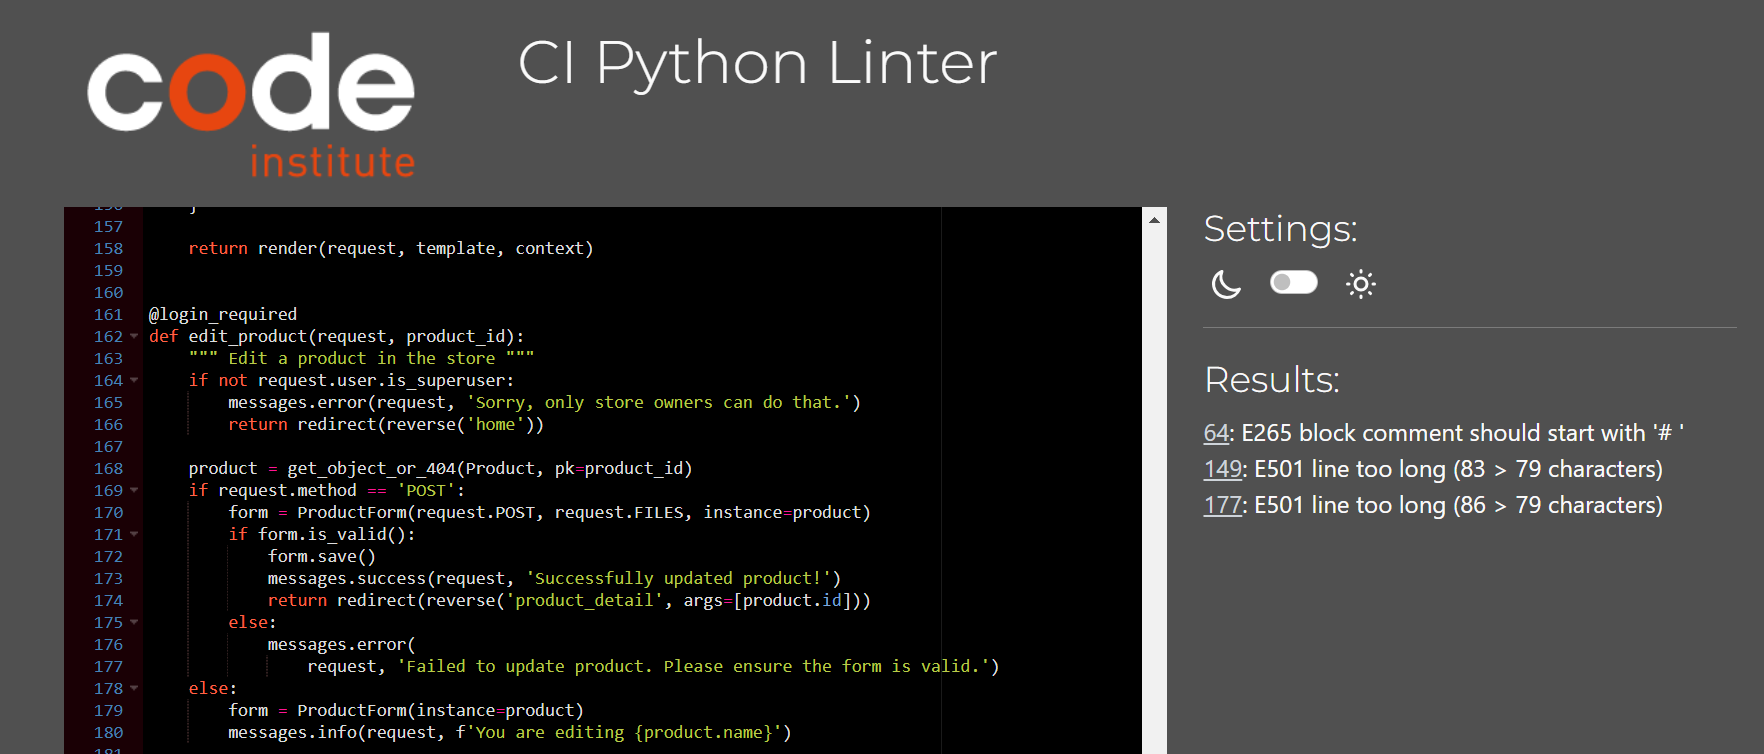 code
institute
CI Python Linter
157
158     return render(request, template, context)
159
160
161 @login_required
162 def edit_product(request, product_id):
163     """ Edit a product in the store """
164     if not request.user.is_superuser:
165         messages.error(request, 'Sorry, only store owners can do that.')
166         return redirect(reverse('home'))
167
168     product = get_object_or_404(Product, pk=product_id)
169     if request.method == 'POST':
170         form = ProductForm(request.POST, request.FILES, instance=product)
171         if form.is_valid():
172             form.save()
173             messages.success(request, 'Successfully updated product!')
174             return redirect(reverse('product_detail', args=[product.id]))
175         else:
176             messages.error(
177                 request, 'Failed to update product. Please ensure the form is valid.')
178     else:
179         form = ProductForm(instance=product)
180         messages.info(request, f'You are editing {product.name}')
Settings:
Results:
64: E265 block comment should start with '# '
149: E501 line too long (83 > 79 characters)
177: E501 line too long (86 > 79 characters)